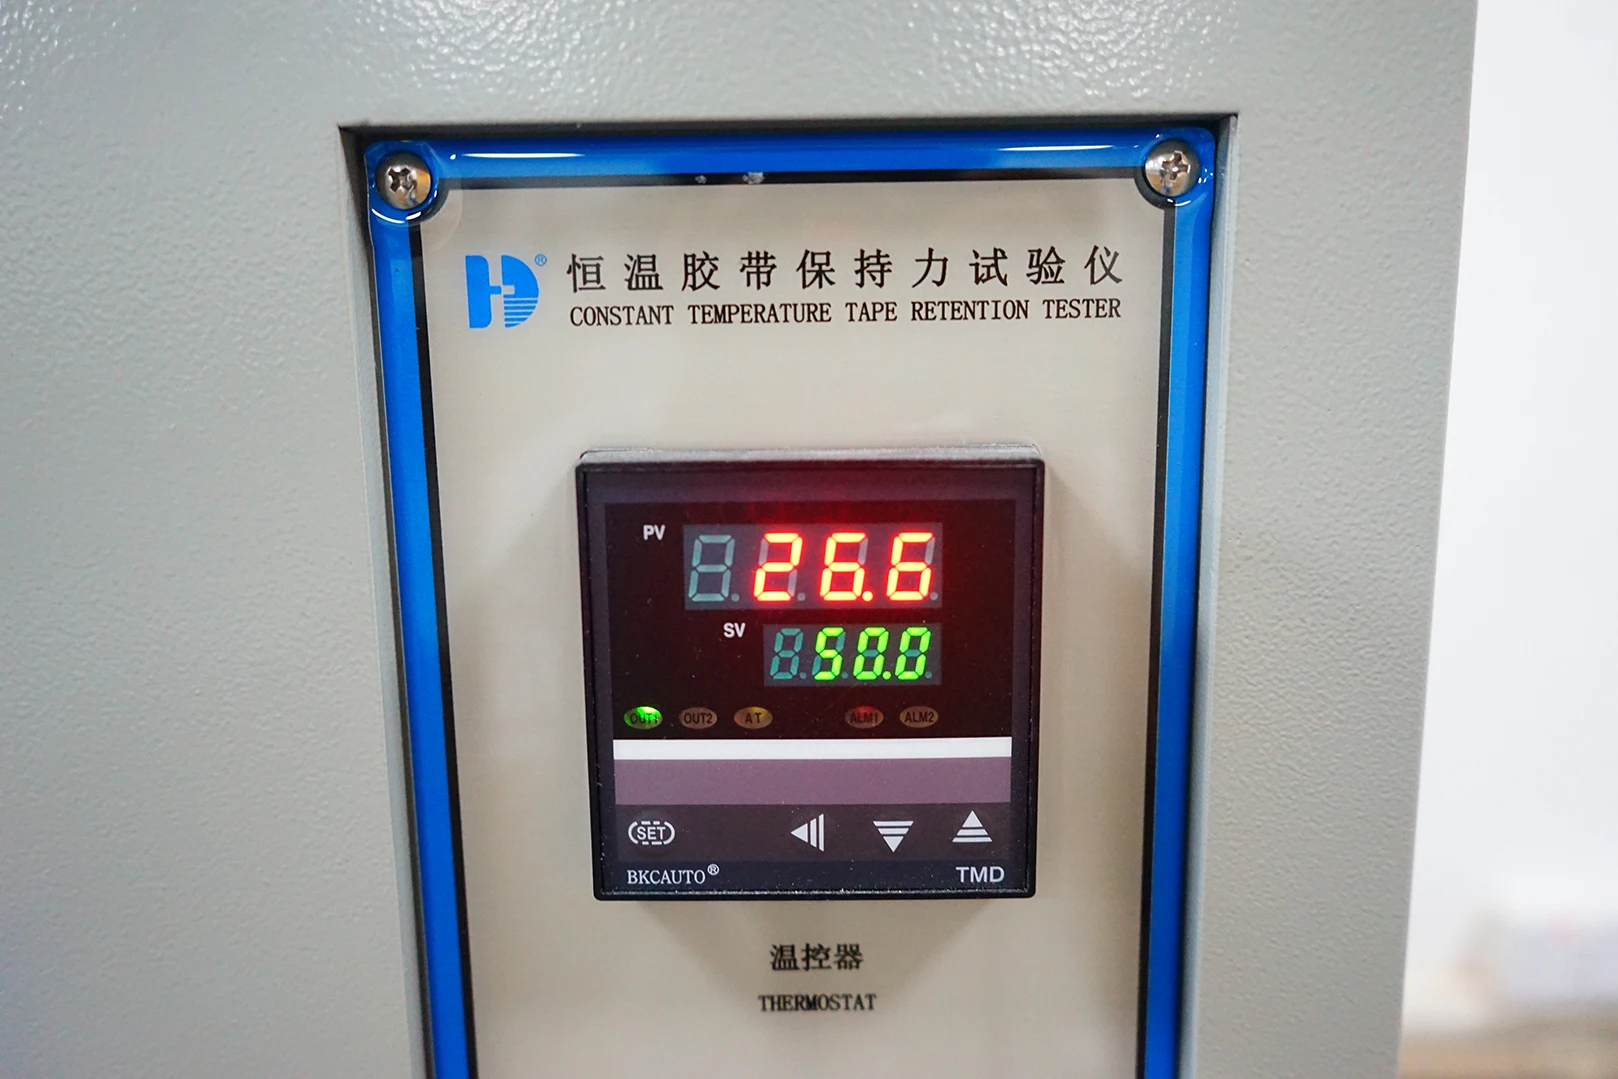 HD®
恒温胶带保持力试验仪
CONSTANT TEMPERATURE TAPE RETENTION TESTER
PV 26.6
SV 50.0
OUT1 OUT2 AT ALM1 ALM2
SET
BKCAUTO® TMD
温控器
THERMOSTAT